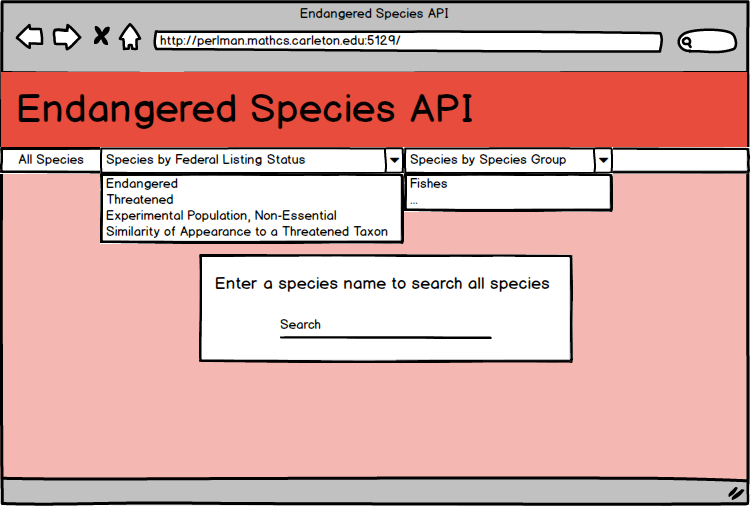 Endangered Species API
http://perlman.mathcs.carleton.edu:5129/
Endangered Species API
All Species
Species by Federal Listing Status
Species by Species Group
Endangered
Threatened
Experimental Population, Non-Essential
Similarity of Appearance to a Threatened Taxon
Fishes
...
Enter a species name to search all species
Search